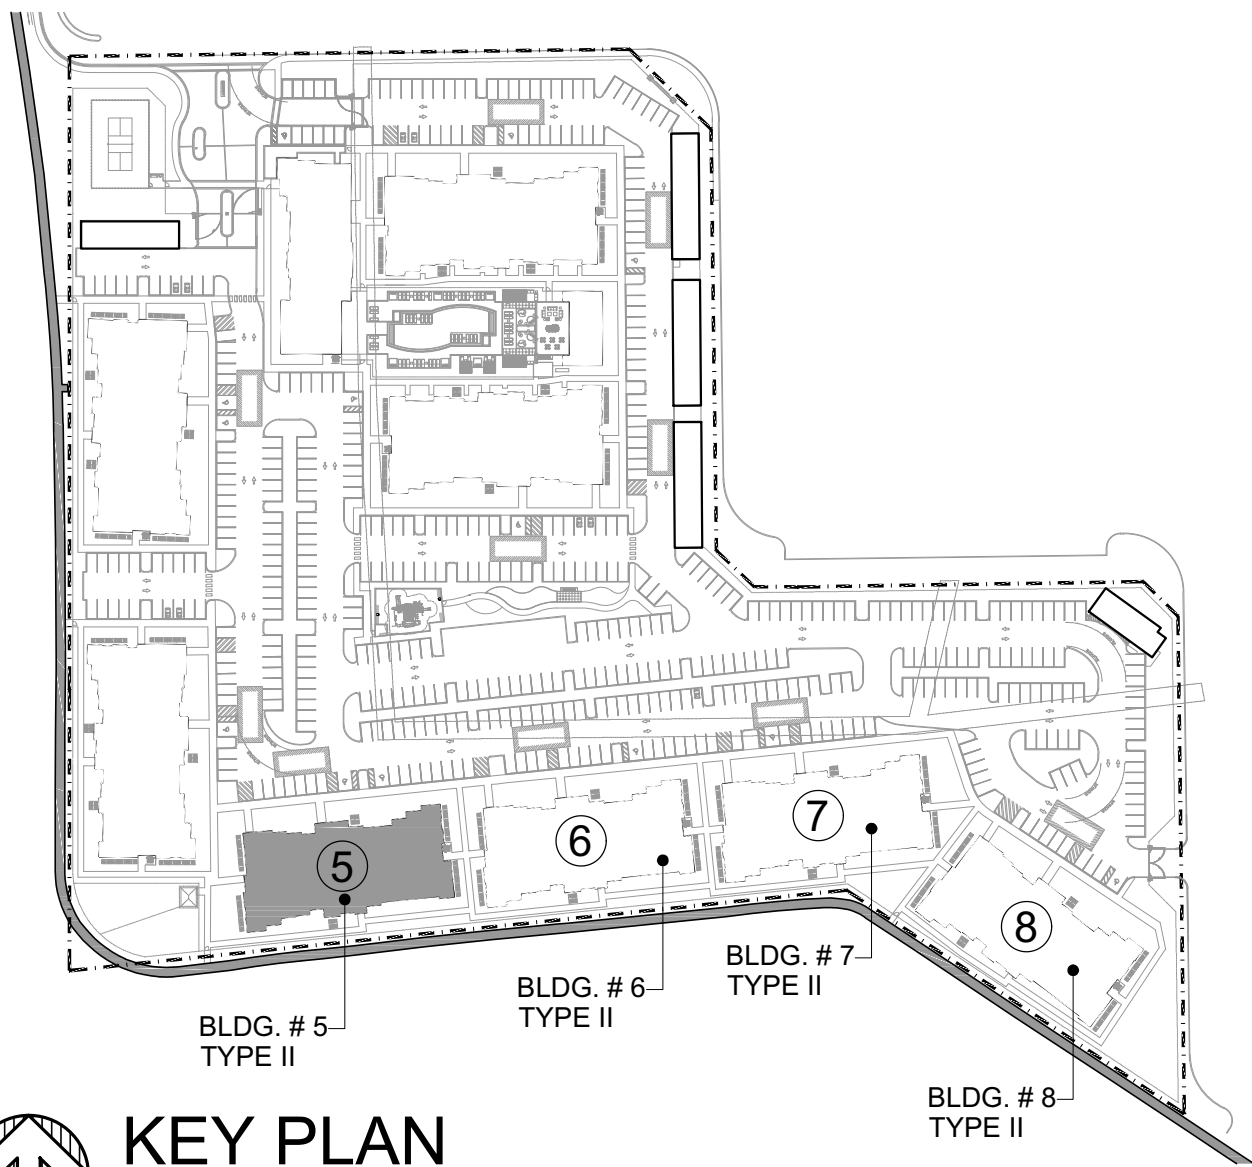 7
6
5
8
BLDG. # 7
TYPE II
BLDG. # 6
TYPE II
BLDG. # 5
TYPE II
BLDG. # 8
TYPE II
KEY PLAN